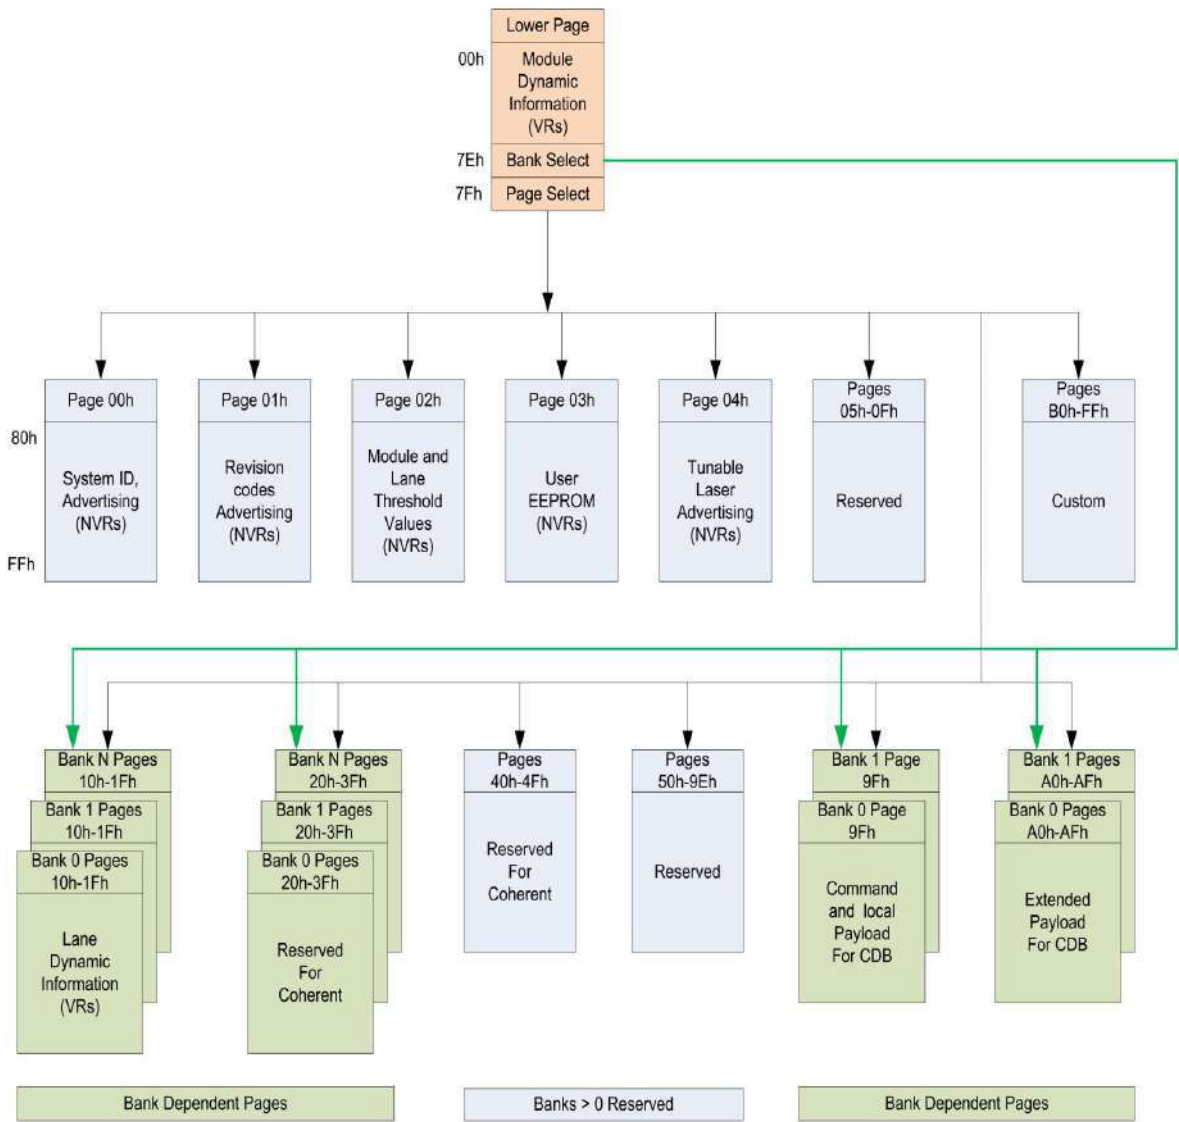 Lower Page
00h
Module
Dynamic
Information
(VRs)
7Eh
Bank Select
7Fh
Page Select
Page 00h
Page 01h
Page 02h
Page 03h
Page 04h
Pages
05h-0Fh
Pages
B0h-FFh
80h
FFh
System ID,
Advertising
(NVRs)
Revision
codes
Advertising
(NVRs)
Module and
Lane
Threshold
Values
(NVRs)
User
EEPROM
(NVRs)
Tunable
Laser
Advertising
(NVRs)
Reserved
Custom
Bank N Pages
10h-1Fh
Bank 1 Pages
10h-1Fh
Bank 0 Pages
10h-1Fh
Lane
Dynamic
Information
(VRs)
Bank N Pages
20h-3Fh
Bank 1 Pages
20h-3Fh
Bank 0 Pages
20h-3Fh
Reserved
For
Coherent
Pages
40h-4Fh
Reserved
For
Coherent
Pages
50h-9Eh
Reserved
Bank 1 Page
9Fh
Bank 0 Page
9Fh
Command
and local
Payload
For CDB
Bank 1 Pages
A0h-AFh
Bank 0 Pages
A0h-AFh
Extended
Payload
For CDB
Bank Dependent Pages
Banks > 0 Reserved
Bank Dependent Pages